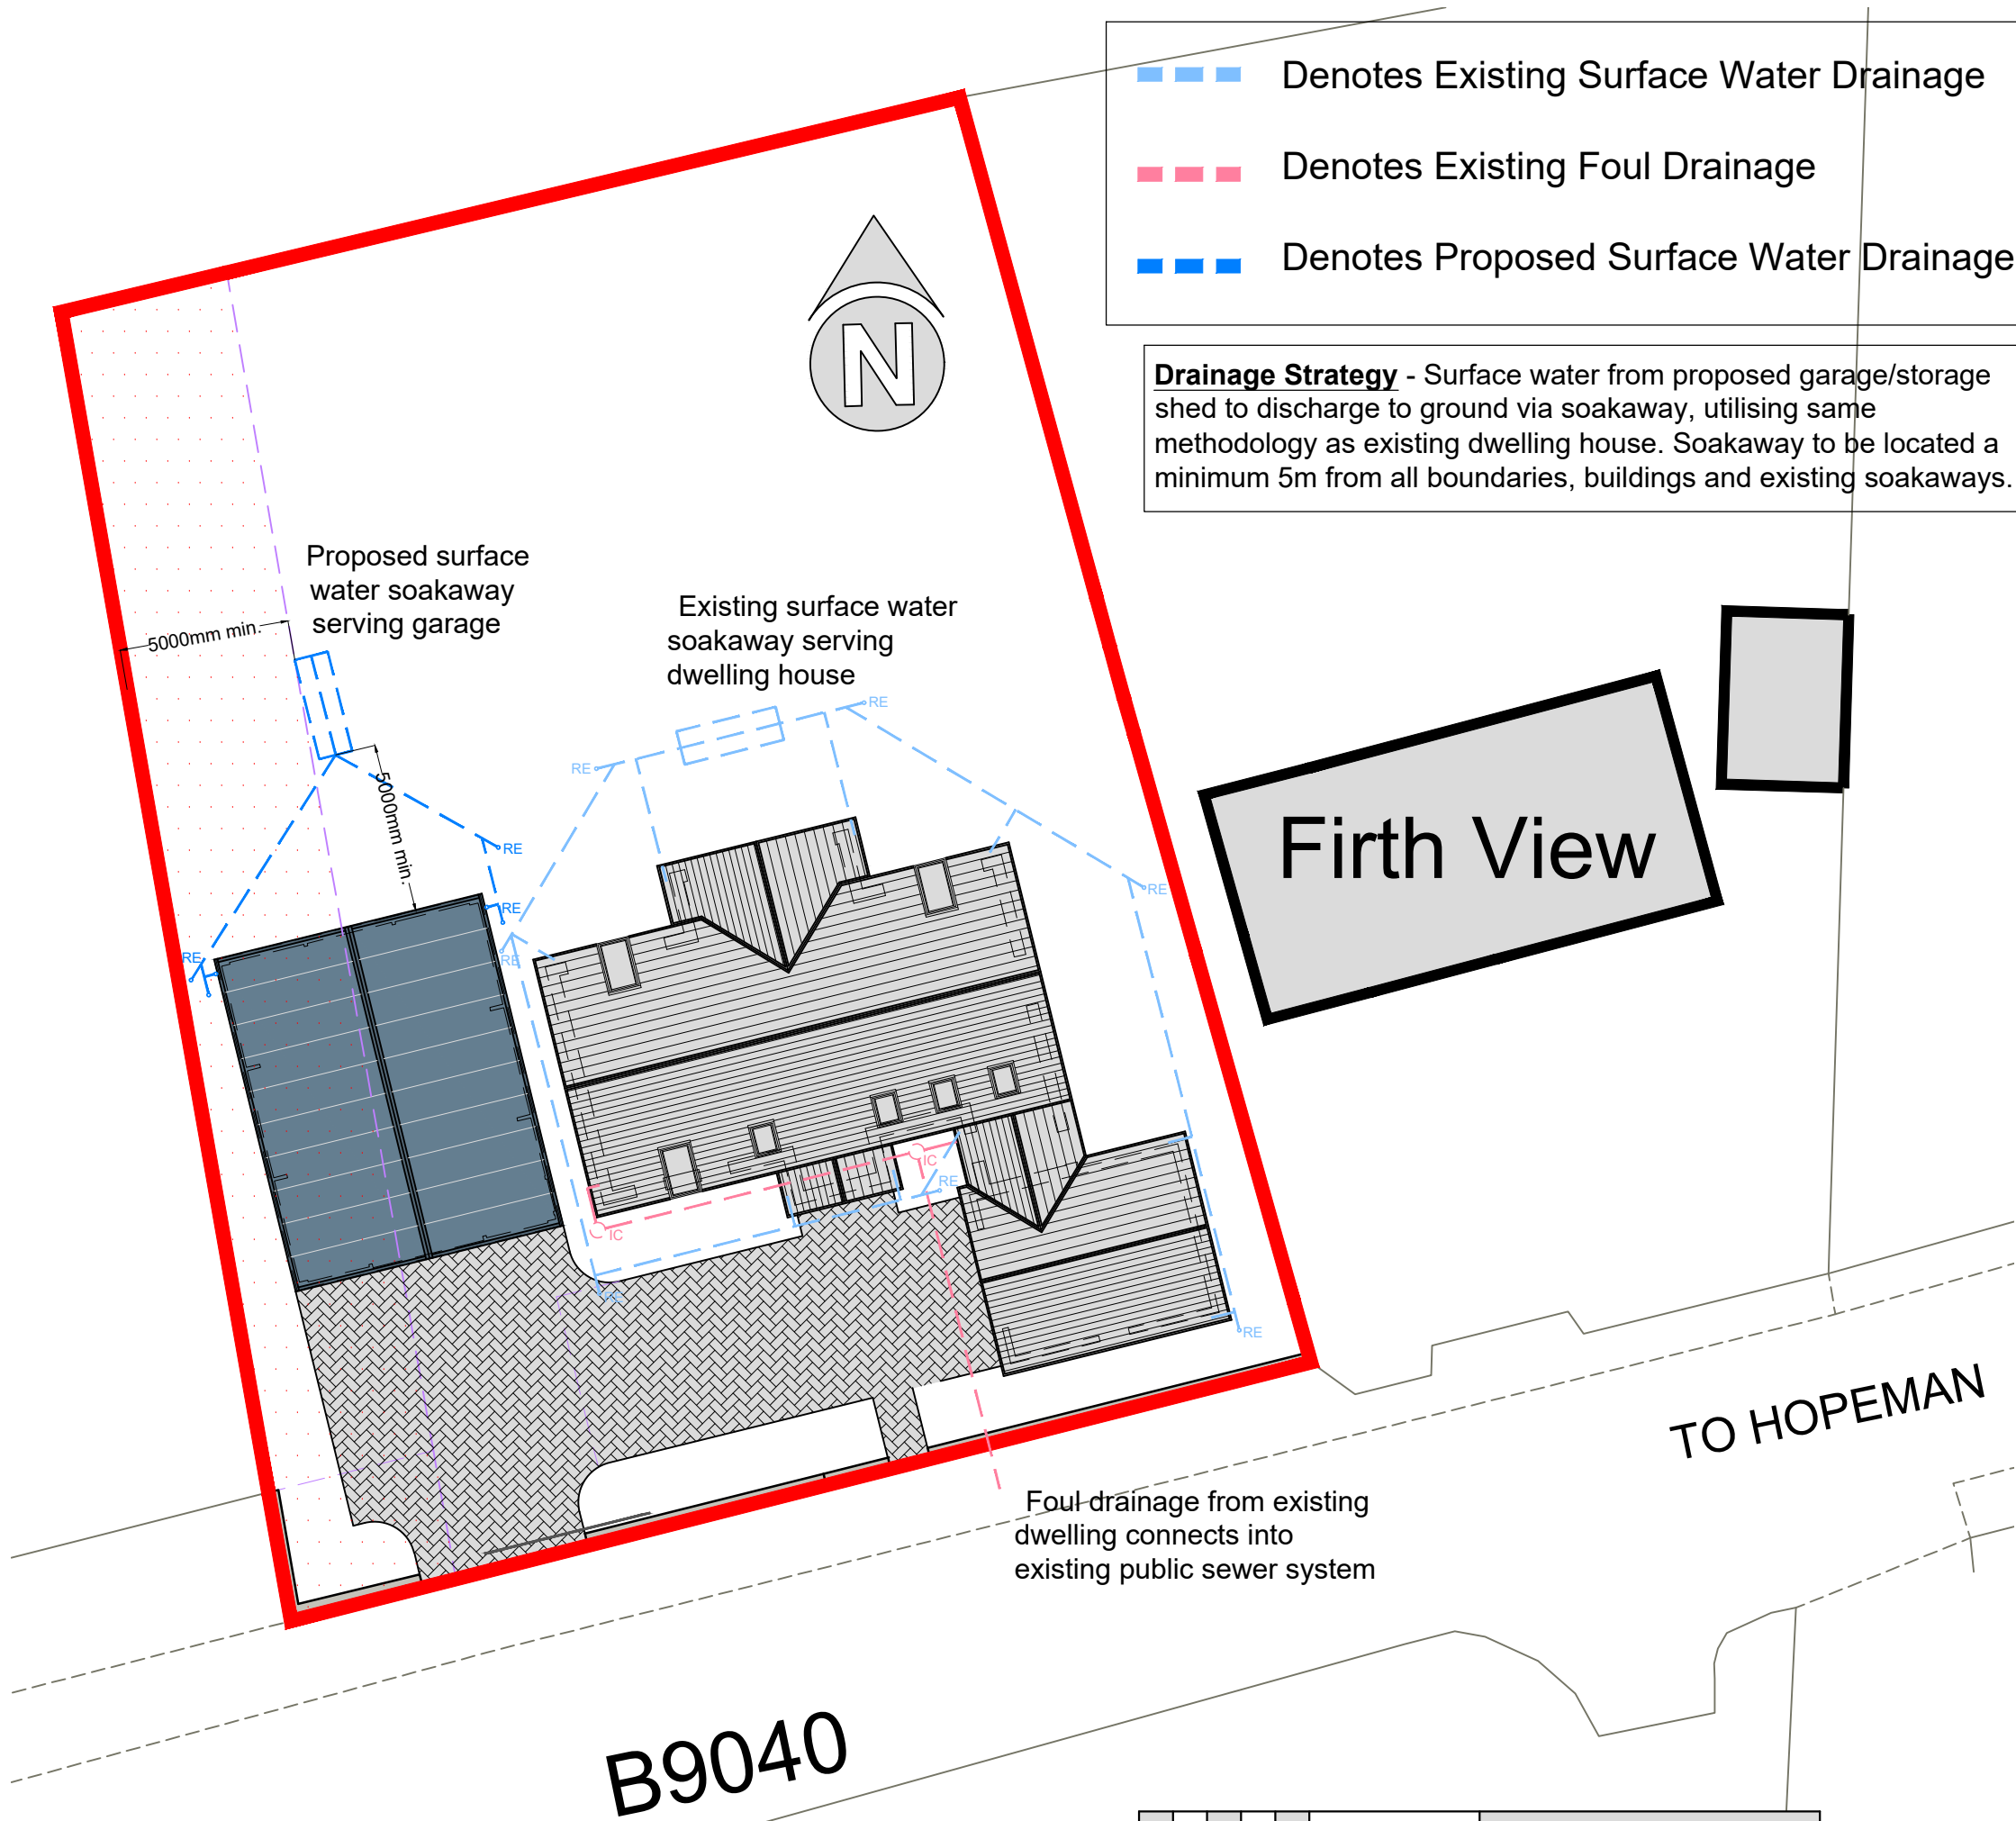 Denotes Existing Surface Water Drainage
Denotes Existing Foul Drainage
Denotes Proposed Surface Water Drainage
N
Drainage Strategy - Surface water from proposed garage/storage
shed to discharge to ground via soakaway, utilising same
methodology as existing dwelling house. Soakaway to be located a
minimum 5m from all boundaries, buildings and existing soakaways.
Proposed surface
water soakaway
serving garage
5000mm min.
Existing surface water
soakaway serving
dwelling house
RE
RE
5000mm min.
RE
RE
RE
RE
RE
Firth View
IC
RE
IC
RE
RE
TO HOPEMAN
Foul drainage from existing
dwelling connects into
existing public sewer system
B9040